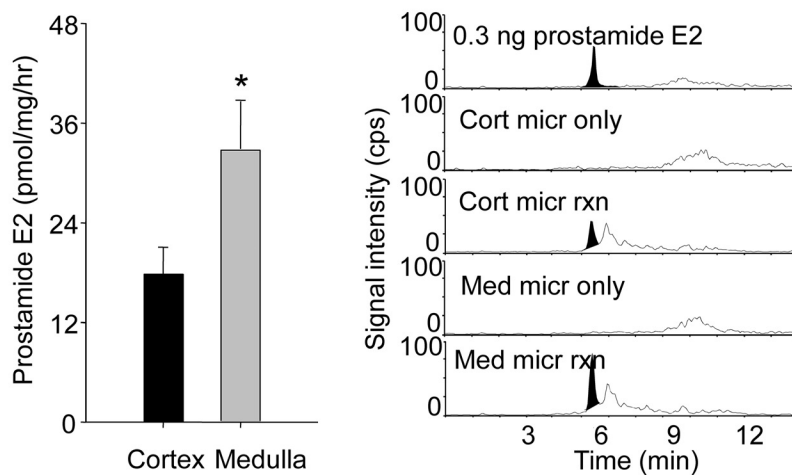 Prostamide E2 (pmol/mg/hr)
48
36
24
12
0
*
Cortex Medulla
Signal intensity (cps)
100
0
0.3 ng prostamide E2
100
0
Cort micr only
100
0
Cort micr rxn
100
0
Med micr only
100
0
Med micr rxn
3 6 9 12
Time (min)